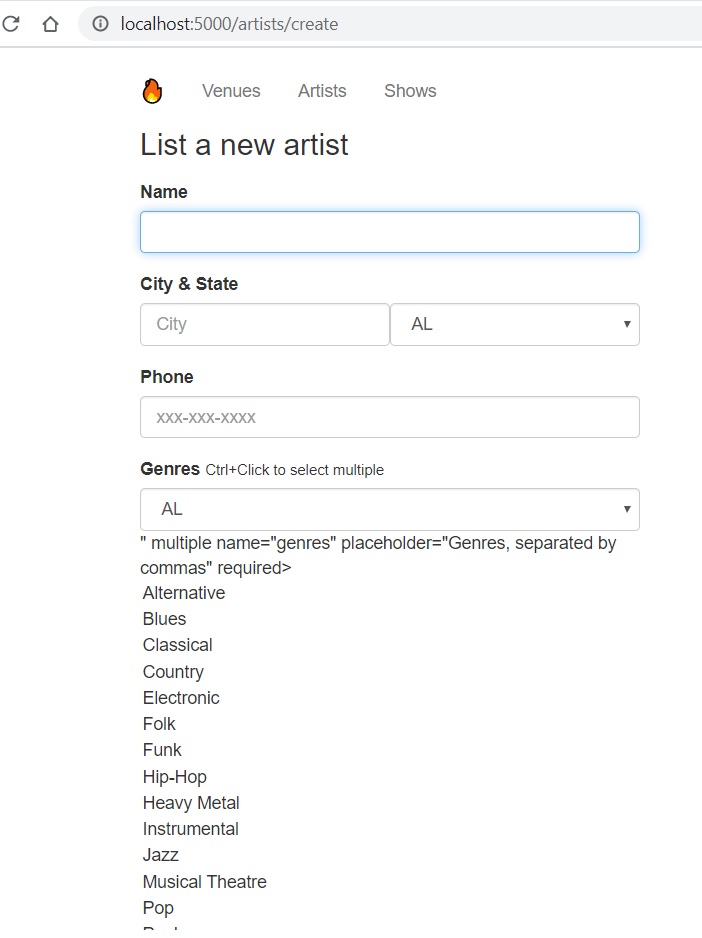 localhost:5000/artists/create
Venues Artists Shows
List a new artist
Name
City & State
City AL
Phone
xxx-xxx-xxxx
Genres Ctrl+Click to select multiple
AL
" multiple name="genres" placeholder="Genres, separated by
commas" required>
Alternative
Blues
Classical
Country
Electronic
Folk
Funk
Hip-Hop
Heavy Metal
Instrumental
Jazz
Musical Theatre
Pop